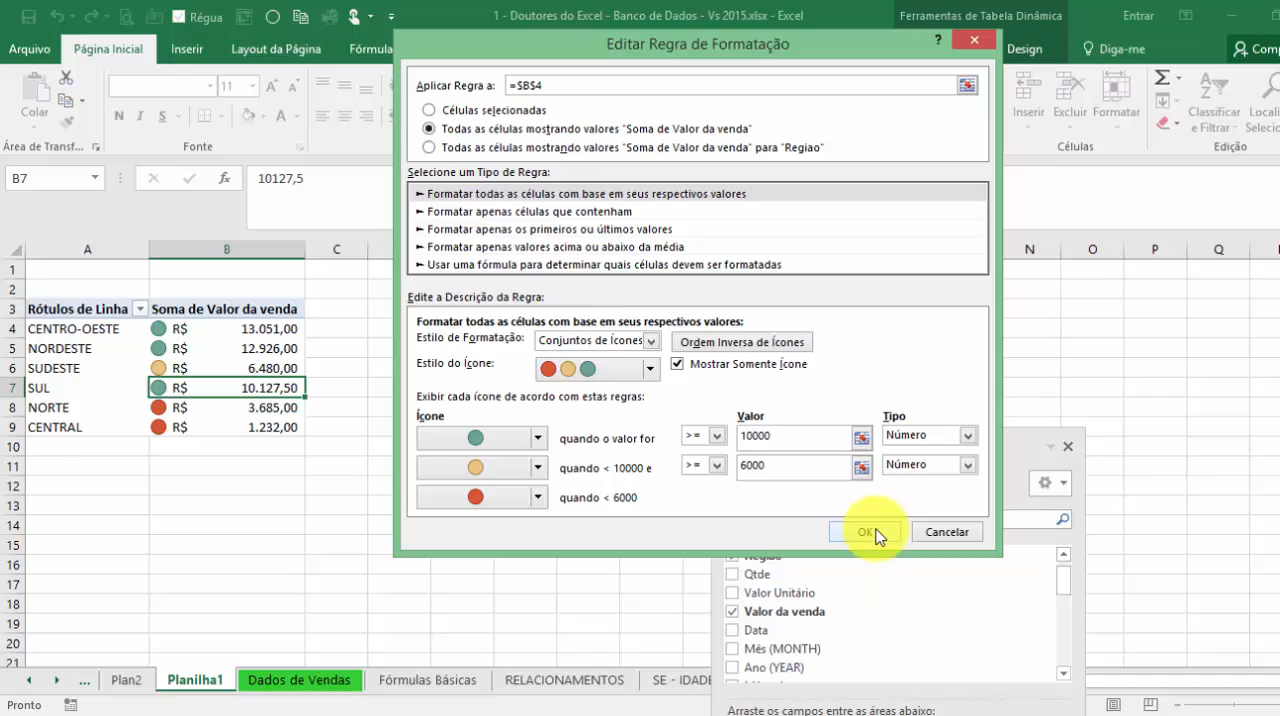 Régua
1 - Doutores do Excel - Banco de Dados - Vs 2015.xlsx - Excel
Ferramentas de Tabela Dinâmica
Entrar
Arquivo
Página Inicial
Inserir
Layout da Página
Fórmula
Design
Diga-me
Comp
Colar
11
N I S
Inserir Excluir Formatar
Classificar
e Filtrar
Locali
Selecio
Área de Transf...
Fonte
Células
Edição
B7
fx
10127,5
A B C N O P Q
1
2
3 Rótulos de Linha Soma de Valor da venda
4 CENTRO-OESTE R$ 13.051,00
5 NORDESTE R$ 12.926,00
6 SUDESTE R$ 6.480,00
7 SUL R$ 10.127,50
8 NORTE R$ 3.685,00
9 CENTRAL R$ 1.232,00
10
11
12
13
14
15
16
17
18
19
20
21
Editar Regra de Formatação
?
Aplicar Regra a: =$B$4
Células selecionadas
Todas as células mostrando valores "Soma de Valor da venda"
Todas as células mostrando valores "Soma de Valor da venda" para "Regiao"
Selecione um Tipo de Regra:
► Formatar todas as células com base em seus respectivos valores
► Formatar apenas células que contenham
► Formatar apenas os primeiros ou últimos valores
► Formatar apenas valores acima ou abaixo da média
► Usar uma fórmula para determinar quais células devem ser formatadas
Edite a Descrição da Regra:
Formatar todas as células com base em seus respectivos valores:
Estilo de Formatação: Conjuntos de Ícones Ordem Inversa de Ícones
Estilo do Ícone: Mostrar Somente Ícone
Exibir cada ícone de acordo com estas regras:
Ícone Valor Tipo
quando o valor for >= 10000 Número
quando < 10000 e >= 6000 Número
quando < 6000
OK Cancelar
Regiao
Qtde
Valor Unitário
Valor da venda
Data
Mês (MONTH)
Ano (YEAR)
Arraste os campos entre as áreas abaixo:
... Plan2 Planilha1 Dados de Vendas Fórmulas Básicas RELACIONAMENTOS SE - IDADE
Pronto